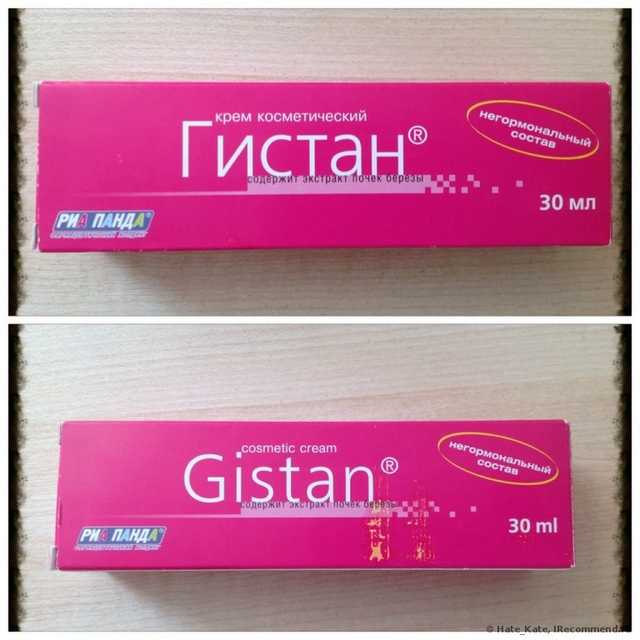 крем косметический
Гистан®
содержит экстракт почек березы
негормональный
состав
30 мл
РИА ПАНДА®
cosmetic cream
Gistan®
содержит экстракт почек березы
негормональный
состав
30 ml
РИА ПАНДА®
© Hate_Kate, IRecommend